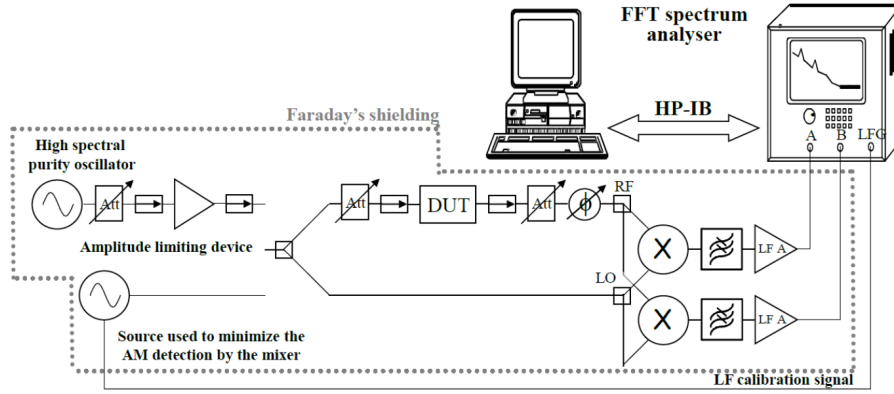 FFT spectrum
analyser
HP-IB
A B LFG
Faraday's shielding
High spectral
purity oscillator
Att
Amplitude limiting device
Att
DUT
Att
ϕ
RF
LO
X
LF A
X
LF A
Source used to minimize the
AM detection by the mixer
LF calibration signal